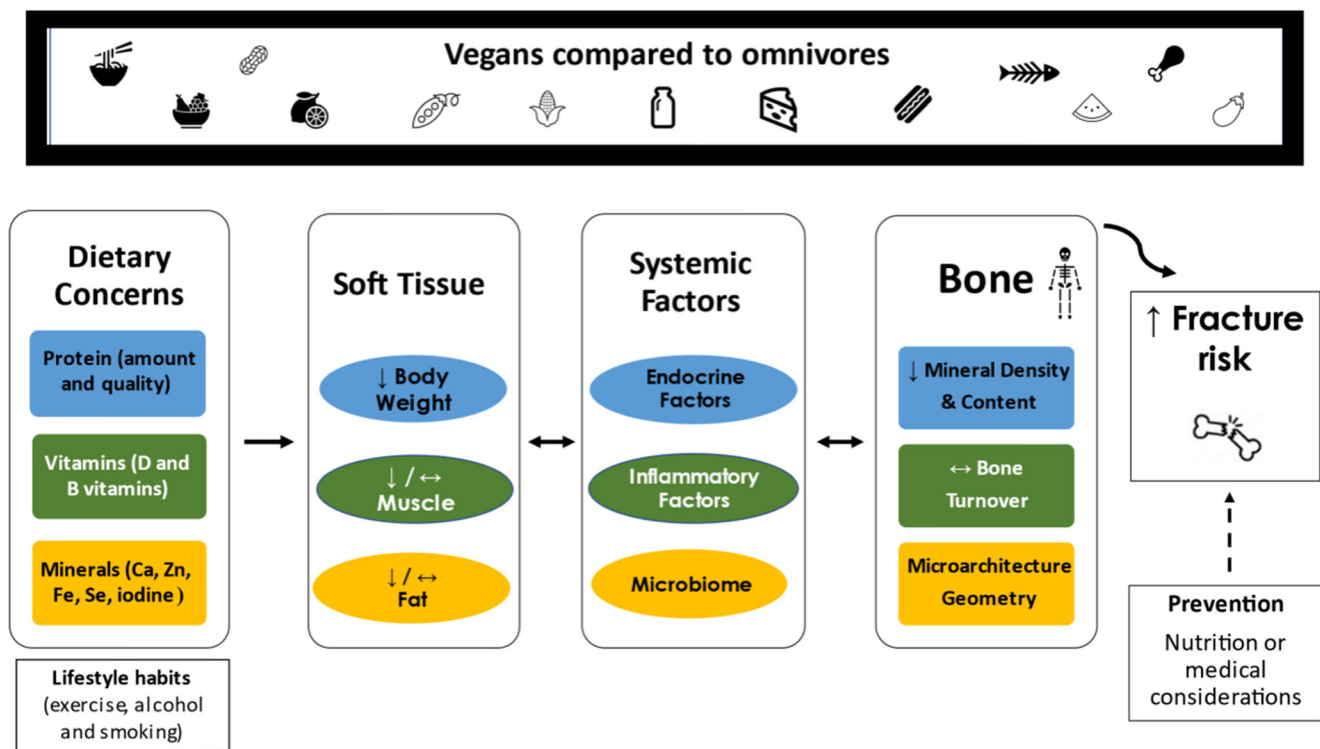 Vegans compared to omnivores
Dietary
Concerns
Protein (amount
and quality)
Vitamins (D and
B vitamins)
Minerals (Ca, Zn,
Fe, Se, iodine)
Lifestyle habits
(exercise, alcohol
and smoking)
Soft Tissue
↓ Body
Weight
↓ / ↔
Muscle
↓ / ↔
Fat
Systemic
Factors
Endocrine
Factors
Inflammatory
Factors
Microbiome
Bone
↓ Mineral Density
& Content
↔ Bone
Turnover
Microarchitecture
Geometry
↑ Fracture
risk
Prevention
Nutrition or
medical
considerations